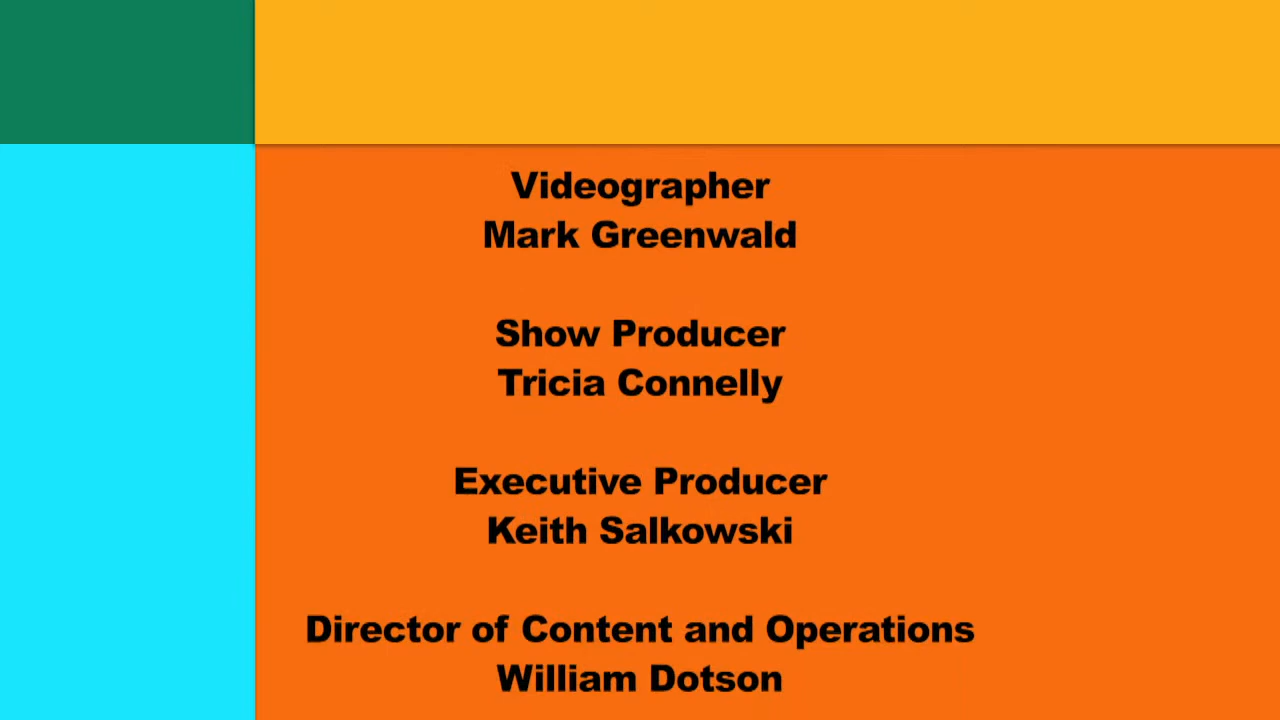 Videographer
Mark Greenwald
Show Producer
Tricia Connelly
Executive Producer
Keith Salkowski
Director of Content and Operations
William Dotson